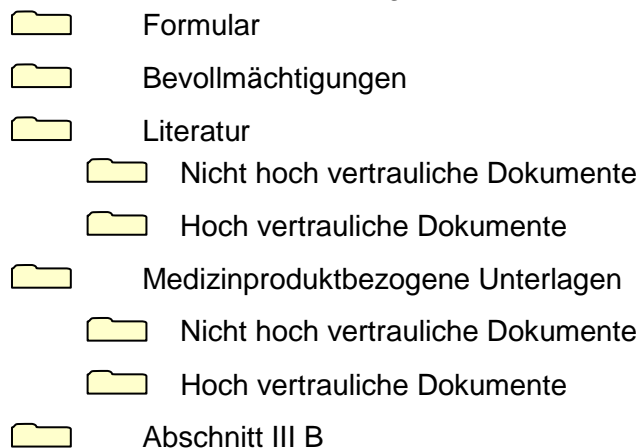 Formular
Bevollmächtigungen
Literatur
Nicht hoch vertrauliche Dokumente
Hoch vertrauliche Dokumente
Medizinproduktbezogene Unterlagen
Nicht hoch vertrauliche Dokumente
Hoch vertrauliche Dokumente
Abschnitt III B